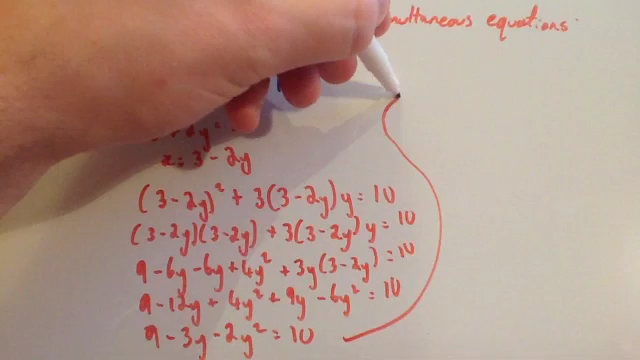 equations
x = 3 - 2y
(3-2y)² + 3(3-2y)y = 10
(3-2y)(3-2y) + 3(3-2y)y = 10
9 - 6y - 6y + 4y² + 3y(3-2y) = 10
9 - 12y + 4y² + 9y - 6y² = 10
9 - 3y - 2y² = 10